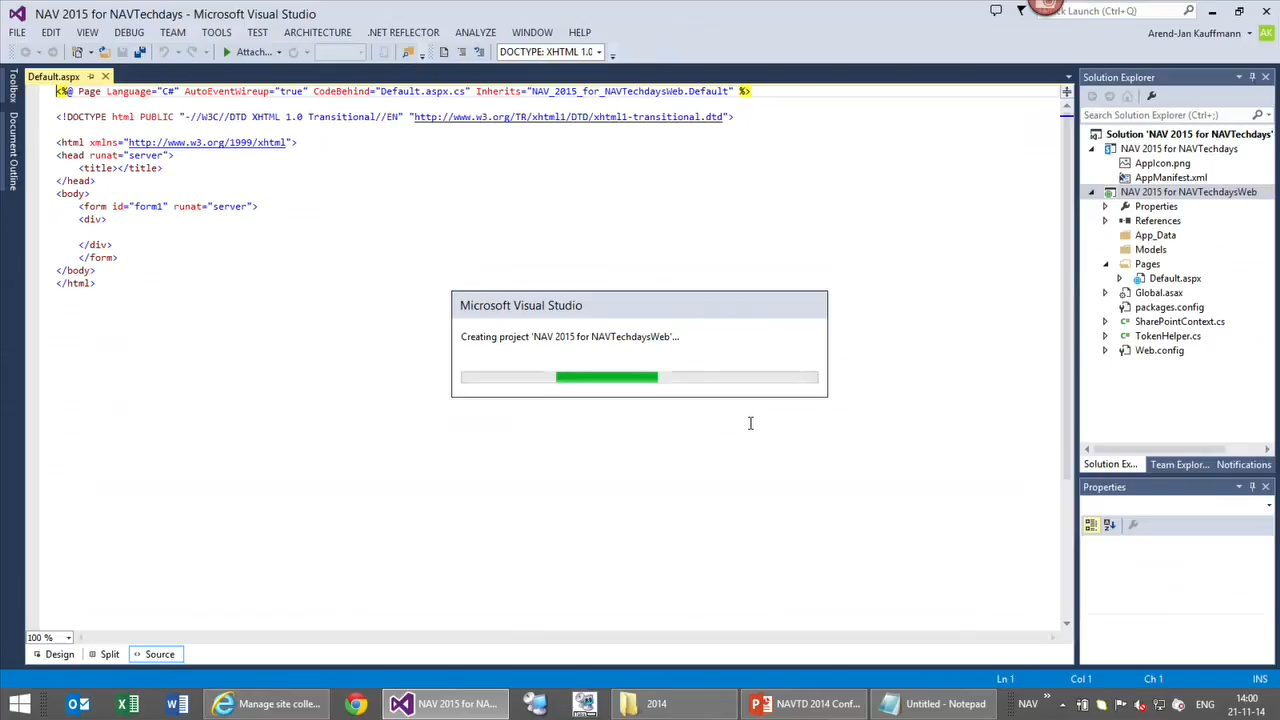 NAV 2015 for NAVTechdays - Microsoft Visual Studio
k Launch (Ctrl+Q)
FILE EDIT VIEW DEBUG TEAM TOOLS TEST ARCHITECTURE .NET REFLECTOR ANALYZE WINDOW HELP
Arend-Jan Kauffmann
AK
Attach...
DOCTYPE: XHTML 1.0
Toolbox
Document Outline
Default.aspx
<%@ Page Language="C#" AutoEventWireup="true" CodeBehind="Default.aspx.cs" Inherits="NAV_2015_for_NAVTechdaysWeb.Default" %>
<!DOCTYPE html PUBLIC "-//W3C//DTD XHTML 1.0 Transitional//EN" "http://www.w3.org/TR/xhtml1/DTD/xhtml1-transitional.dtd">
<html xmlns="http://www.w3.org/1999/xhtml">
<head runat="server">
<title></title>
</head>
<body>
<form id="form1" runat="server">
<div>
</div>
</form>
</body>
</html>
Microsoft Visual Studio
Creating project 'NAV 2015 for NAVTechdaysWeb'...
Solution Explorer
Search Solution Explorer (Ctrl+;)
Solution 'NAV 2015 for NAVTechdays'
NAV 2015 for NAVTechdays
AppIcon.png
AppManifest.xml
NAV 2015 for NAVTechdaysWeb
Properties
References
App_Data
Models
Pages
Default.aspx
Global.asax
packages.config
SharePointContext.cs
TokenHelper.cs
Web.config
Solution Ex... Team Explor... Notifications
Properties
100 %
Design Split Source
Ln 1 Col 1 Ch 1 INS
Manage site colle...
NAV 2015 for NA...
2014
NAVTD 2014 Conf...
Untitled - Notepad
NAV
ENG
14:00
21-11-14